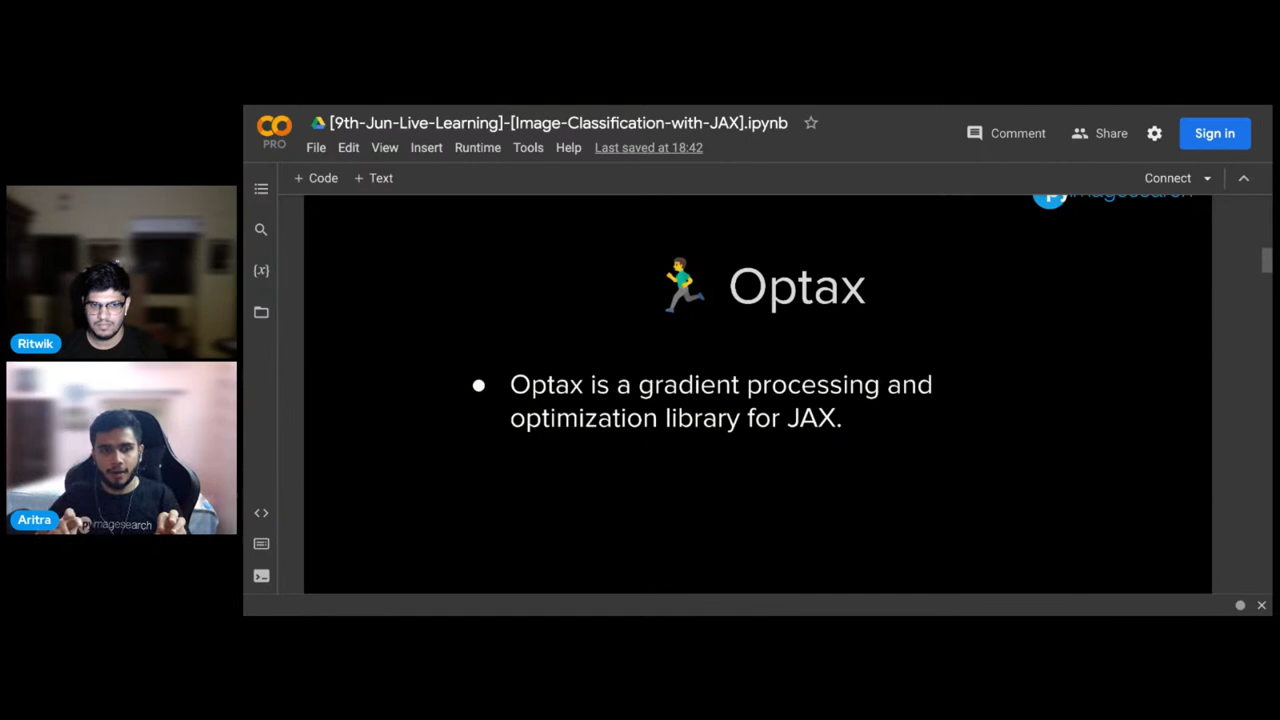 CO
PRO
[9th-Jun-Live-Learning]-[Image-Classification-with-JAX].ipynb
File Edit View Insert Runtime Tools Help Last saved at 18:42
Comment Share Sign in
+ Code + Text
Connect
{x}
pyimagesearch
Optax
Optax is a gradient processing and
optimization library for JAX.
Ritwik
pyimagesearch
Aritra